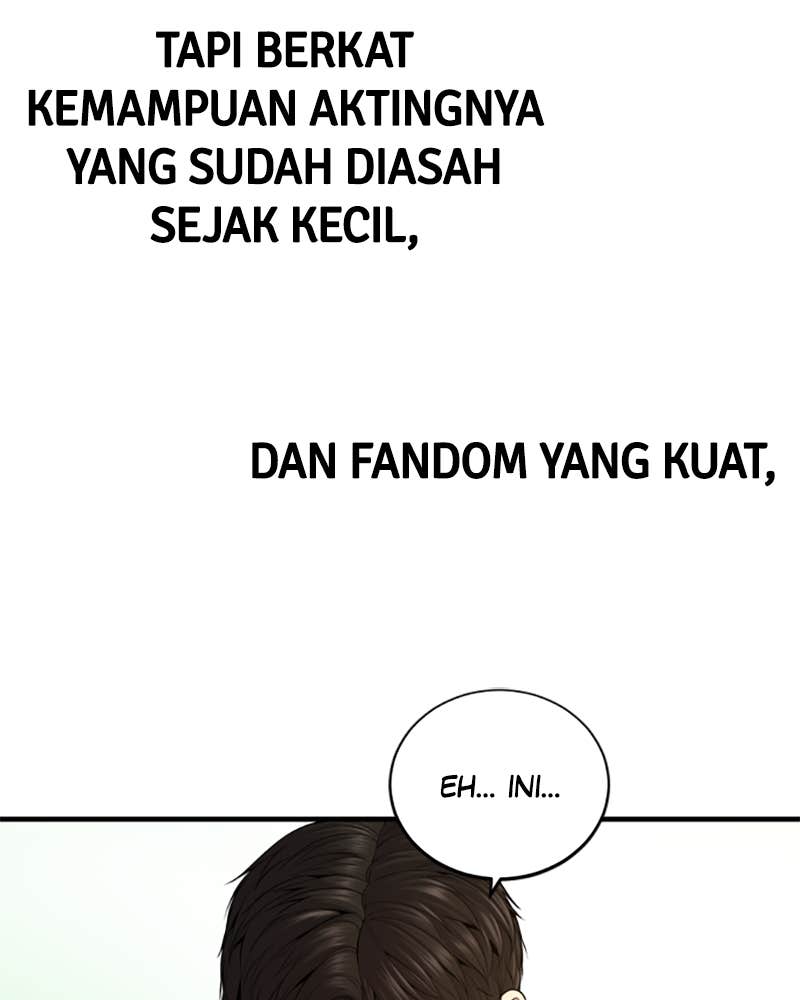 TAPI BERKAT
KEMAMPUAN AKTINGNYA
YANG SUDAH DIASAH
SEJAK KECIL,
DAN FANDOM YANG KUAT,
EH... INI...